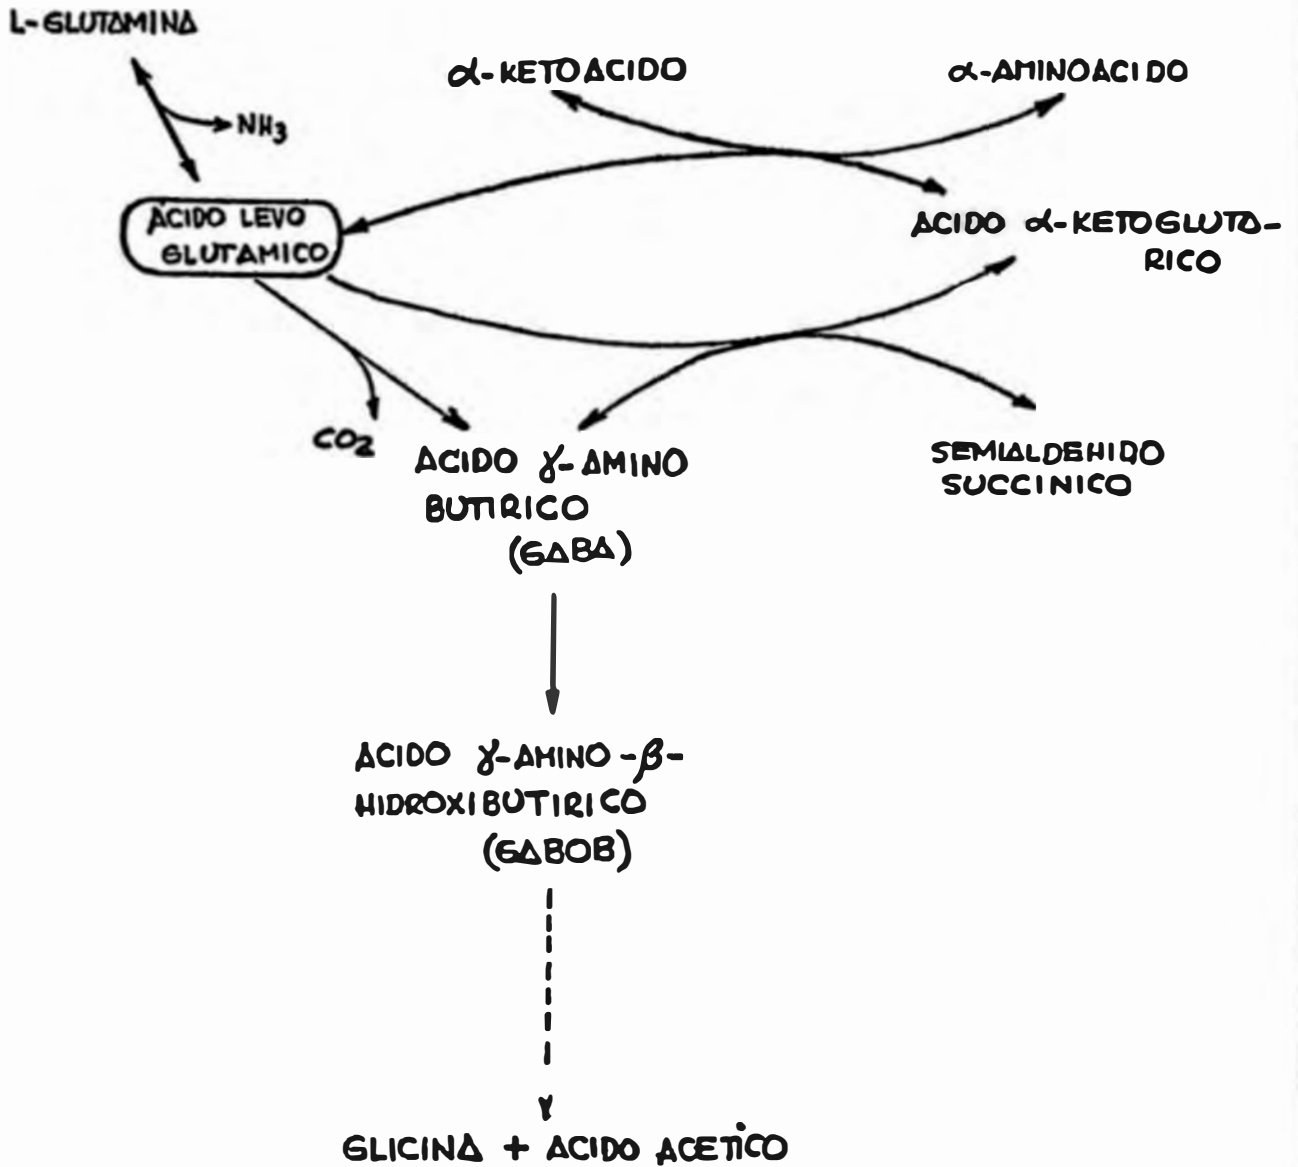 L-GLUTAMINA
α-KETOACIDO
α-AMINOACIDO
NH3
ÁCIDO LEVO
GLUTAMICO
ACIDO α-KETOGLUTA-
RICO
CO2
ACIDO γ-AMINO
BUTIRICO
(GABA)
SEMIALDEHIDO
SUCCINICO
ACIDO γ-AMINO-β-
HIDROXIBUTIRICO
(GABOB)
GLICINA + ACIDO ACETICO